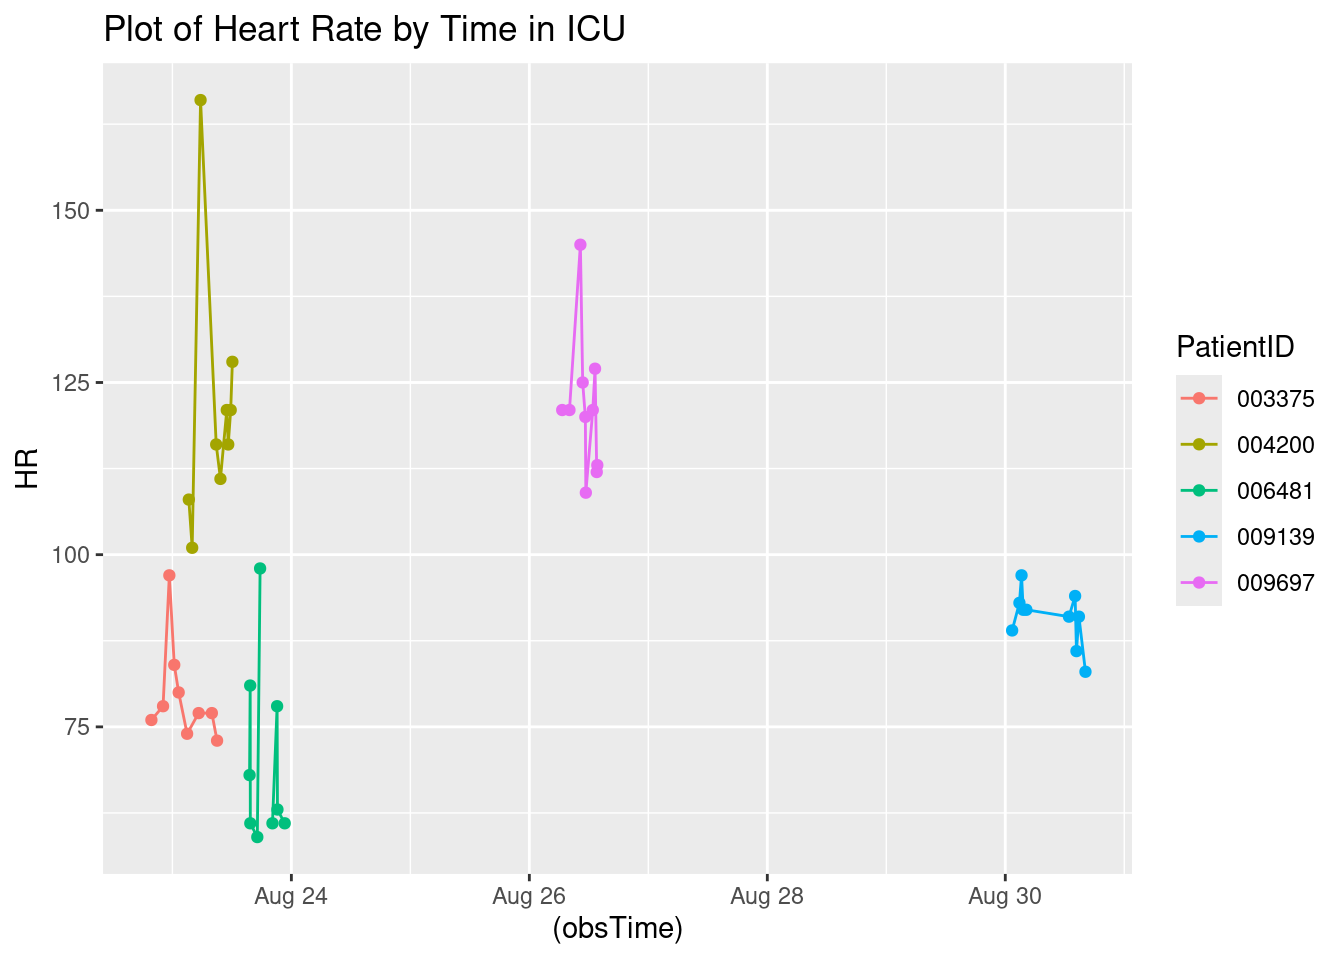 Plot of Heart Rate by Time in ICU
HR
150
125
100
75
Aug 24 Aug 26 Aug 28 Aug 30
(obsTime)
PatientID
003375
004200
006481
009139
009697